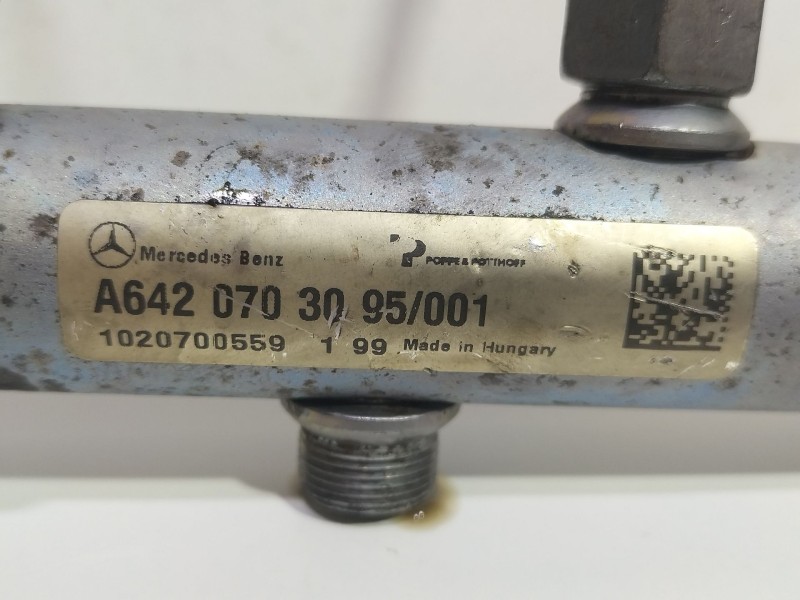 Mercedes Benz
POPPE & POTTHOFF
A642 070 30 95/001
1020700559 1 99 Made in Hungary